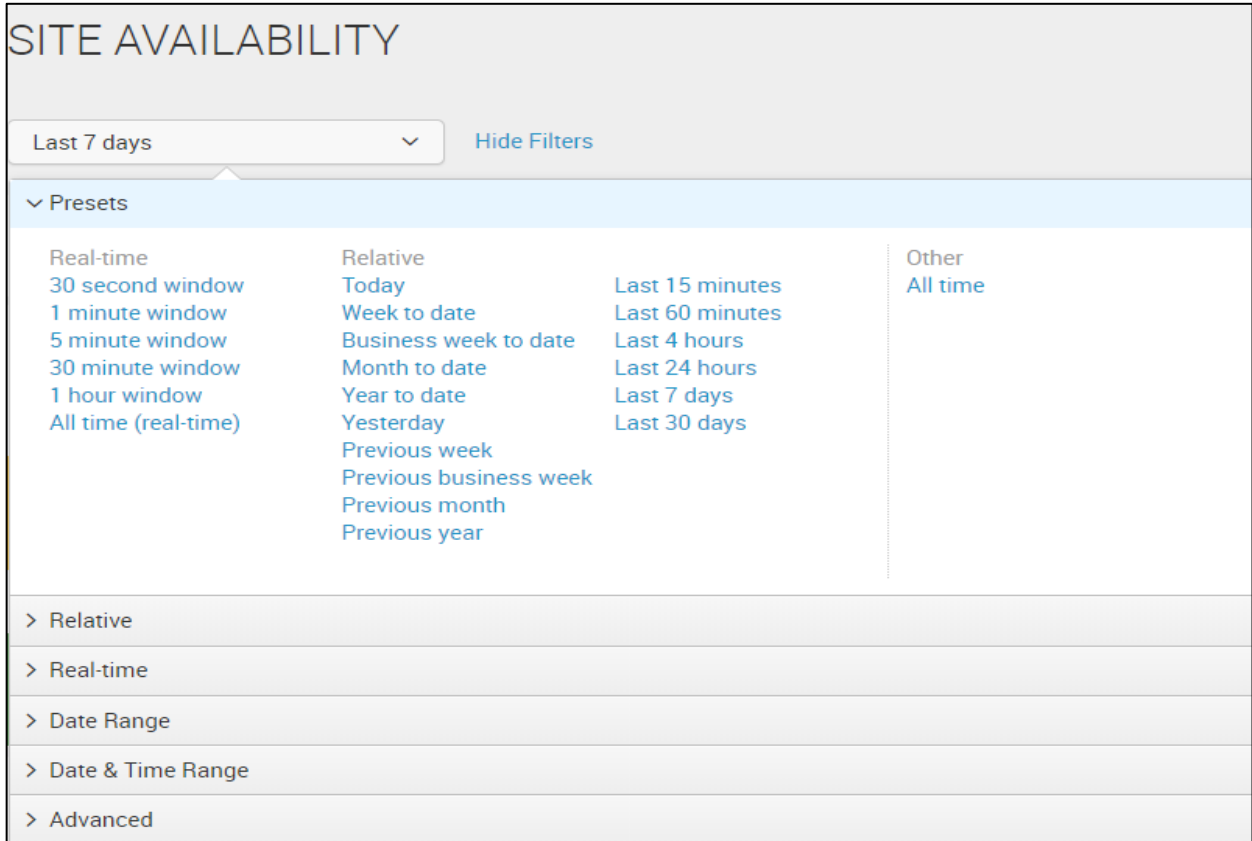 SITE AVAILABILITY
Last 7 days
Hide Filters
Presets
Real-time
30 second window
1 minute window
5 minute window
30 minute window
1 hour window
All time (real-time)
Relative
Today
Week to date
Business week to date
Month to date
Year to date
Yesterday
Previous week
Previous business week
Previous month
Previous year
Last 15 minutes
Last 60 minutes
Last 4 hours
Last 24 hours
Last 7 days
Last 30 days
Other
All time
Relative
Real-time
Date Range
Date & Time Range
Advanced